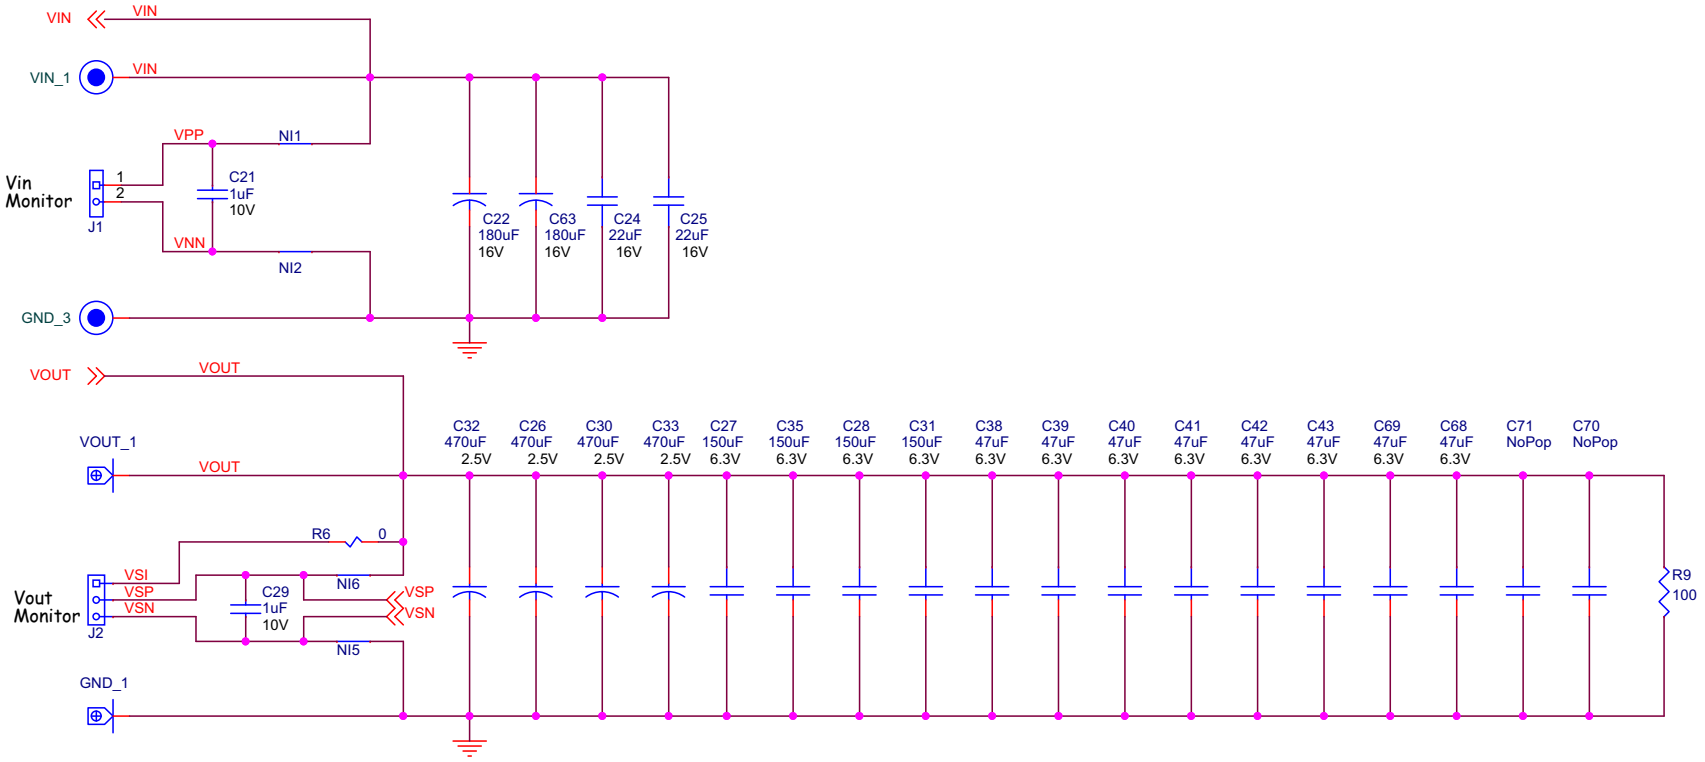 VIN
VIN
VIN_1
VIN
VPP
NI1
Vin
Monitor
1
2
J1
C21
1uF
10V
VNN
NI2
C22
180uF
16V
C63
180uF
16V
C24
22uF
16V
C25
22uF
16V
GND_3
VOUT
VOUT
VOUT_1
VOUT
C32
470uF
2.5V
C26
470uF
2.5V
C30
470uF
2.5V
C33
470uF
2.5V
C27
150uF
6.3V
C35
150uF
6.3V
C28
150uF
6.3V
C31
150uF
6.3V
C38
47uF
6.3V
C39
47uF
6.3V
C40
47uF
6.3V
C41
47uF
6.3V
C42
47uF
6.3V
C43
47uF
6.3V
C69
47uF
6.3V
C68
47uF
6.3V
C71
NoPop
C70
NoPop
R6
0
VSI
VSP
VSN
Vout
Monitor
J2
C29
1uF
10V
NI6
VSP
VSN
NI5
R9
100
GND_1